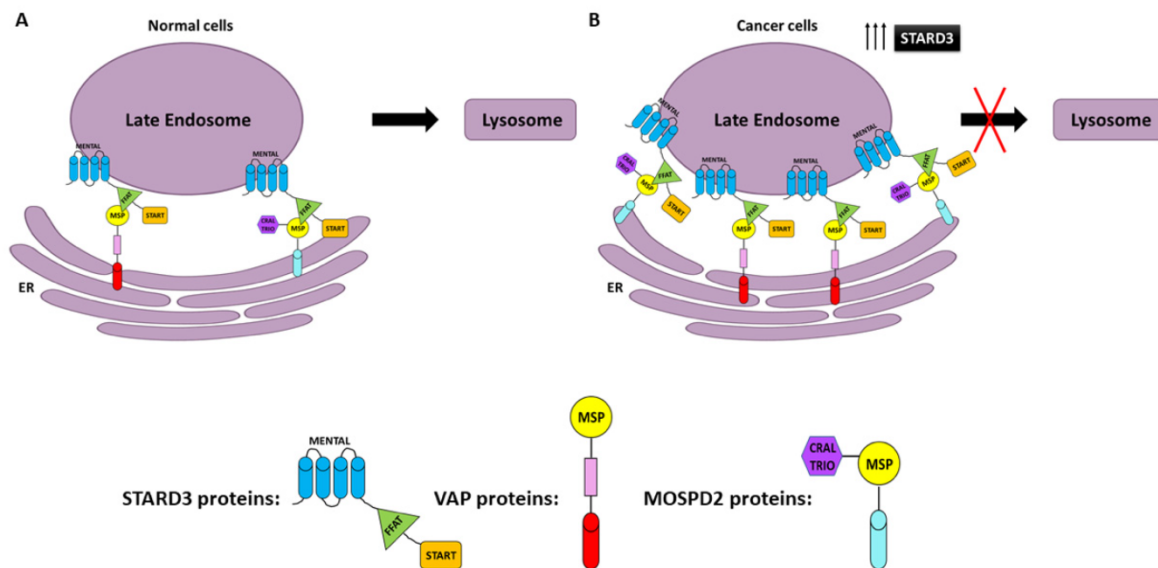 A
Normal cells
Late Endosome
Lysosome
MENTAL
MENTAL
FFAT
MSP
START
FFAT
CRAL
TRIO
MSP
START
ER
B
Cancer cells
STARD3
Late Endosome
Lysosome
MENTAL
MENTAL
MENTAL
MENTAL
CRAL
TRIO
MSP
FFAT
START
FFAT
MSP
START
FFAT
MSP
START
FFAT
MSP
START
CRAL
TRIO
ER
STARD3 proteins:
MENTAL
FFAT
START
VAP proteins:
MSP
MOSPD2 proteins:
CRAL
TRIO
MSP